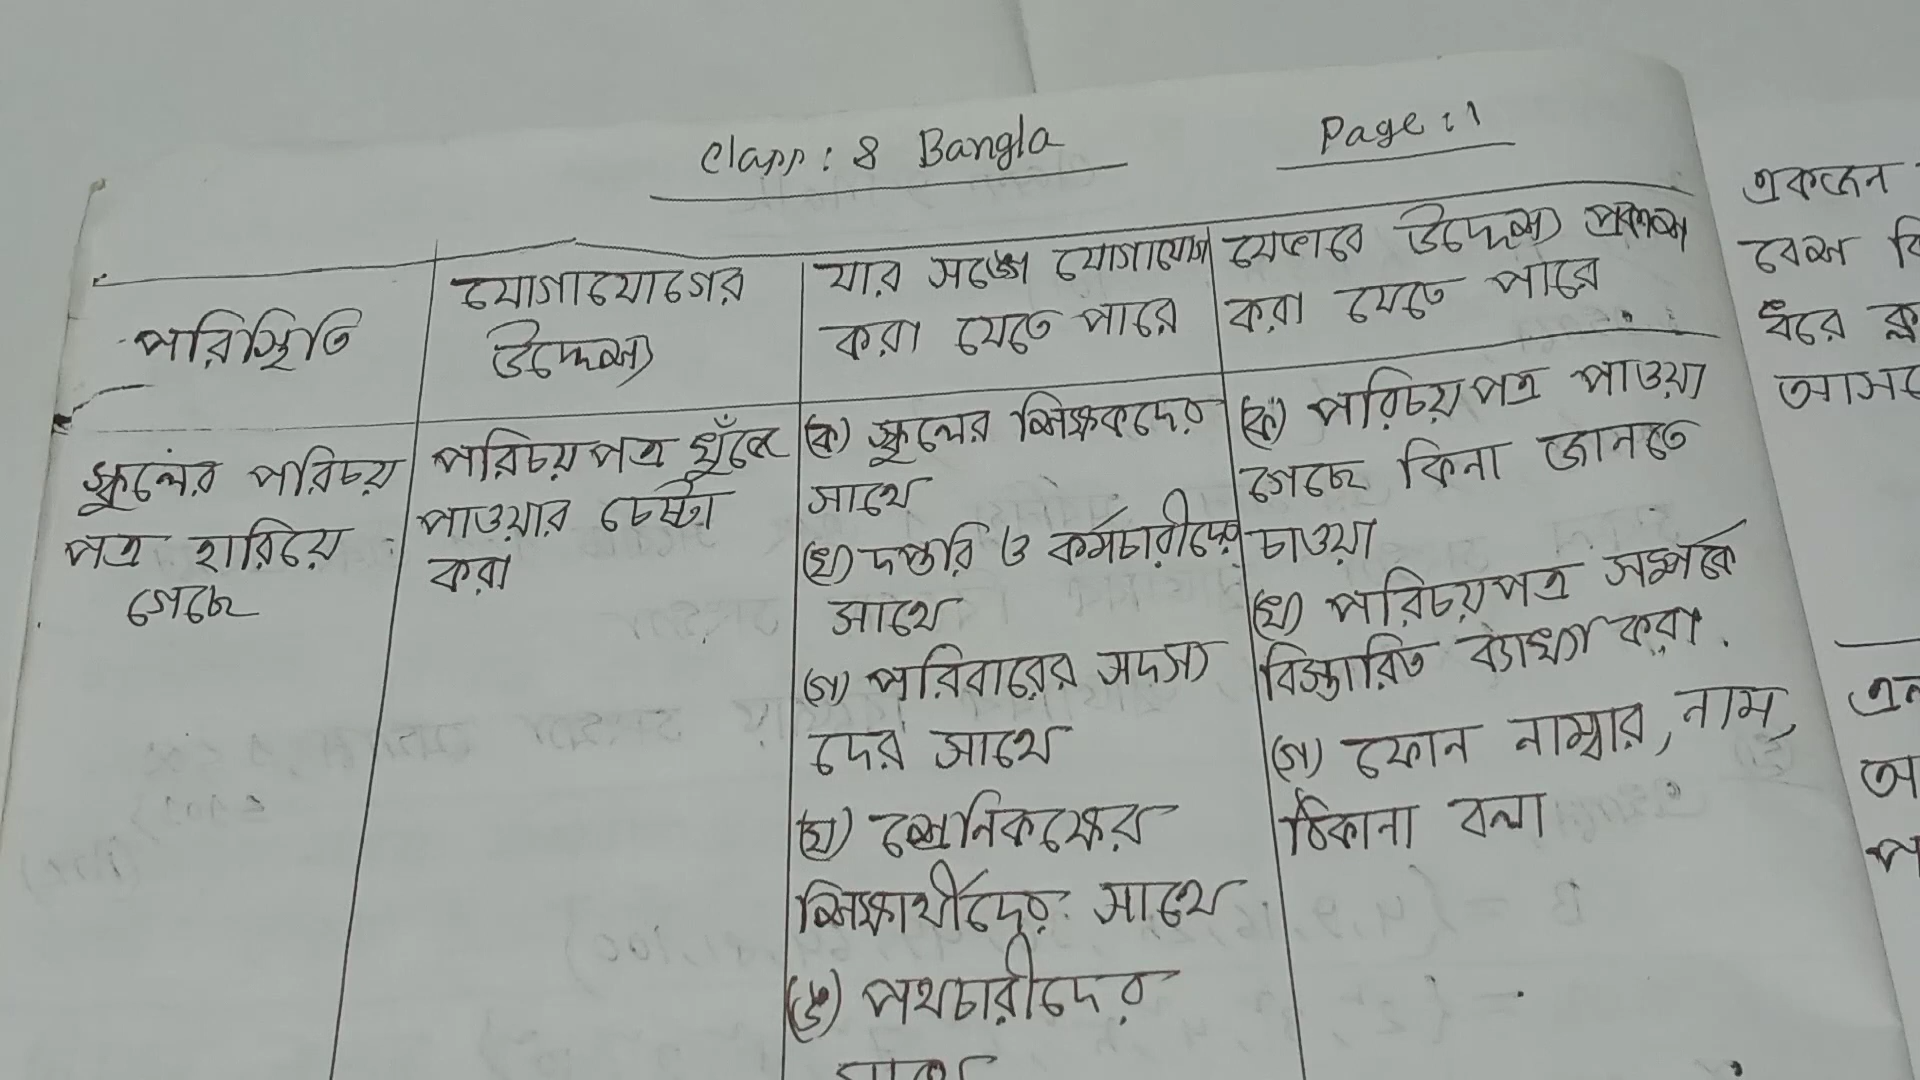 Class: 8 Bangla
Page: 1
পরিস্থিতি
যোগাযোগের
উদ্দেশ্য
যার সঙ্গে যোগাযোগ
করা যেতে পারে
যেভাবে উদ্দেশ্য প্রকাশ
করা যেতে পারে
স্কুলের পরিচয়
পত্র হারিয়ে
গেছে
পরিচয় পত্র খুঁজে
পাওয়ার চেষ্টা
করা
(ক) স্কুলের শিক্ষকদের
সাথে
(খ) দপ্তরি ও কর্মচারীদের
সাথে
(গ) পরিবারের সদস্য
দের সাথে
(ঘ) শ্রেনিকক্ষের
শিক্ষার্থীদের সাথে
(ঙ) পথচারীদের
সাথে
(ক) পরিচয়পত্র পাওয়া
গেছে কিনা জানতে
চাওয়া
(খ) পরিচয়পত্র সম্পর্কে
বিস্তারিত ব্যাখ্যা করা.
(গ) ফোন নাম্বার, নাম,
ঠিকানা বলা
একজন
বেশ
ধরে